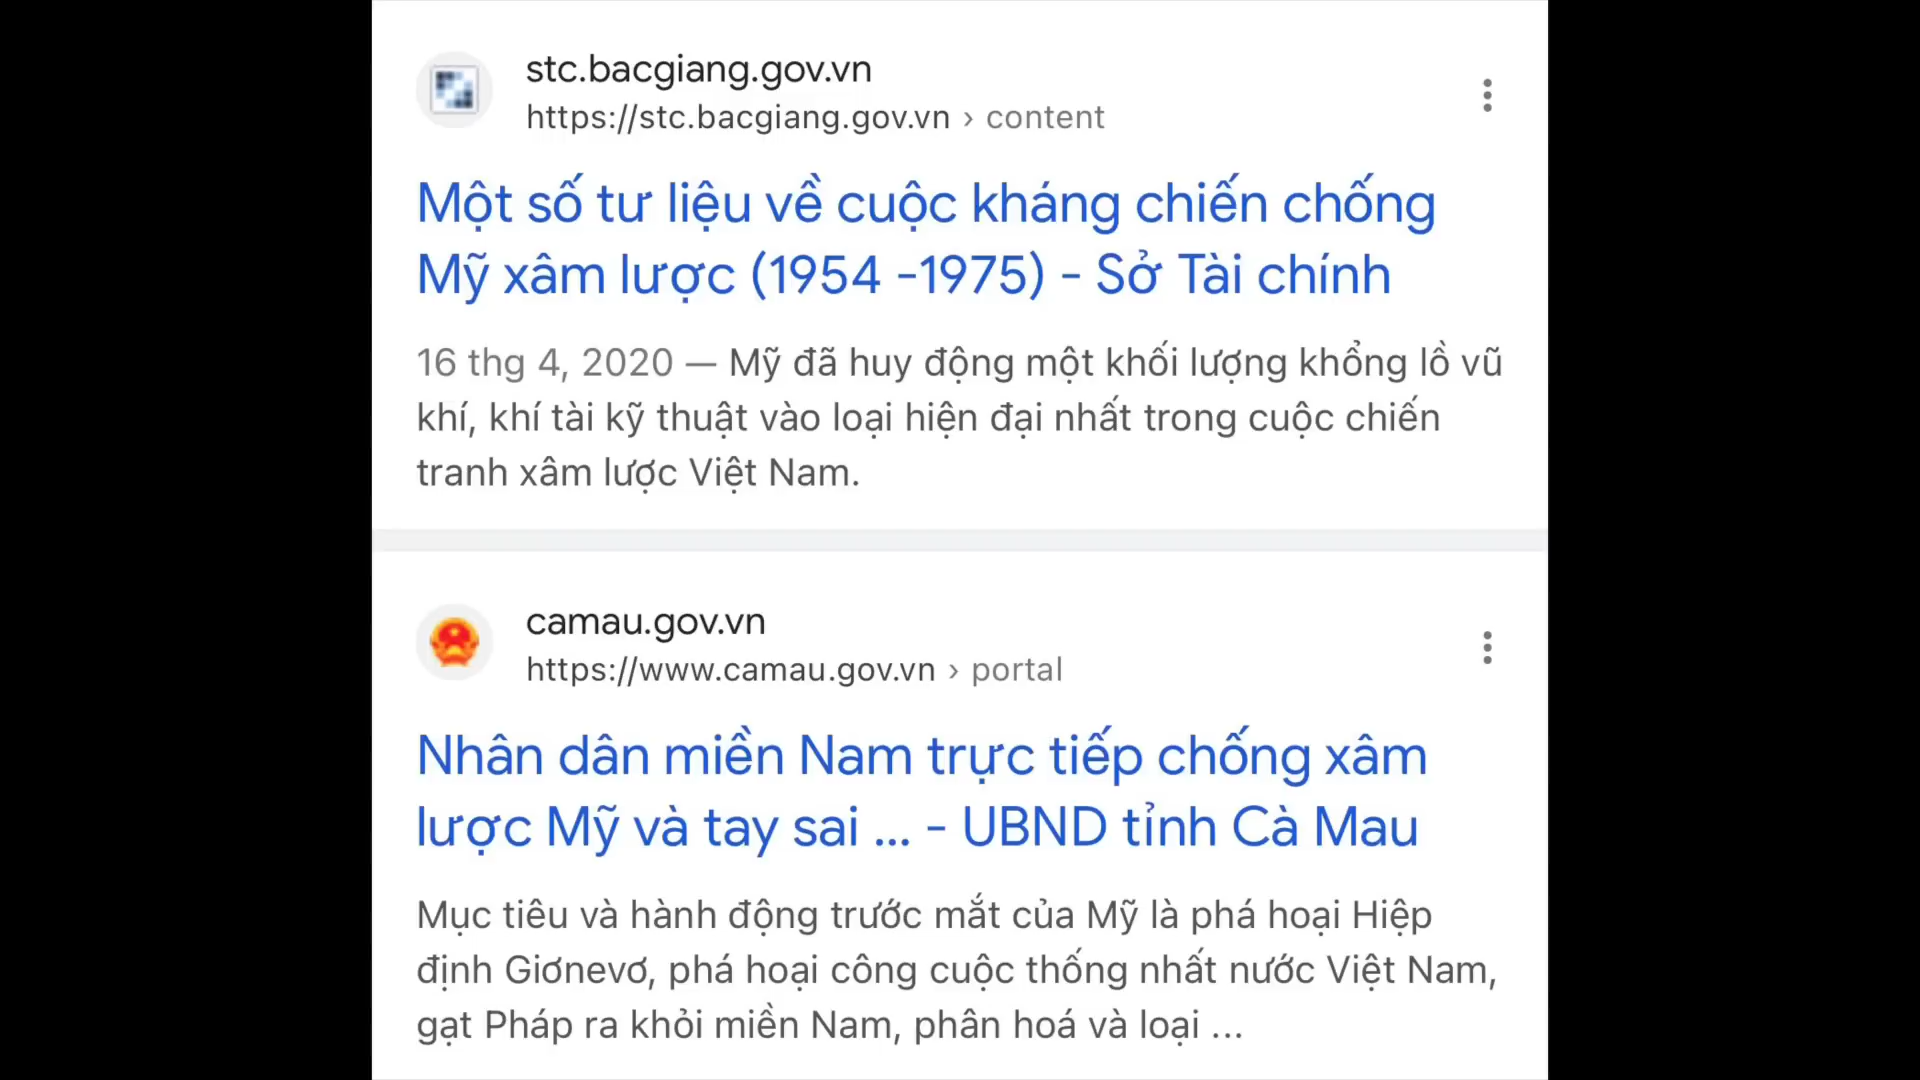 stc.bacgiang.gov.vn
https://stc.bacgiang.gov.vn › content
Một số tư liệu về cuộc kháng chiến chống
Mỹ xâm lược (1954 -1975) - Sở Tài chính
16 thg 4, 2020 — Mỹ đã huy động một khối lượng khổng lồ vũ
khí, khí tài kỹ thuật vào loại hiện đại nhất trong cuộc chiến
tranh xâm lược Việt Nam.
camau.gov.vn
https://www.camau.gov.vn › portal
Nhân dân miền Nam trực tiếp chống xâm
lược Mỹ và tay sai ... - UBND tỉnh Cà Mau
Mục tiêu và hành động trước mắt của Mỹ là phá hoại Hiệp
định Giơnevơ, phá hoại công cuộc thống nhất nước Việt Nam,
gạt Pháp ra khỏi miền Nam, phân hoá và loại ...